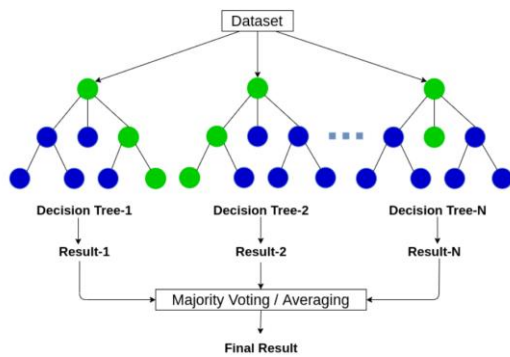 Dataset
Decision Tree-1
Decision Tree-2
Decision Tree-N
Result-1
Result-2
Result-N
Majority Voting / Averaging
Final Result